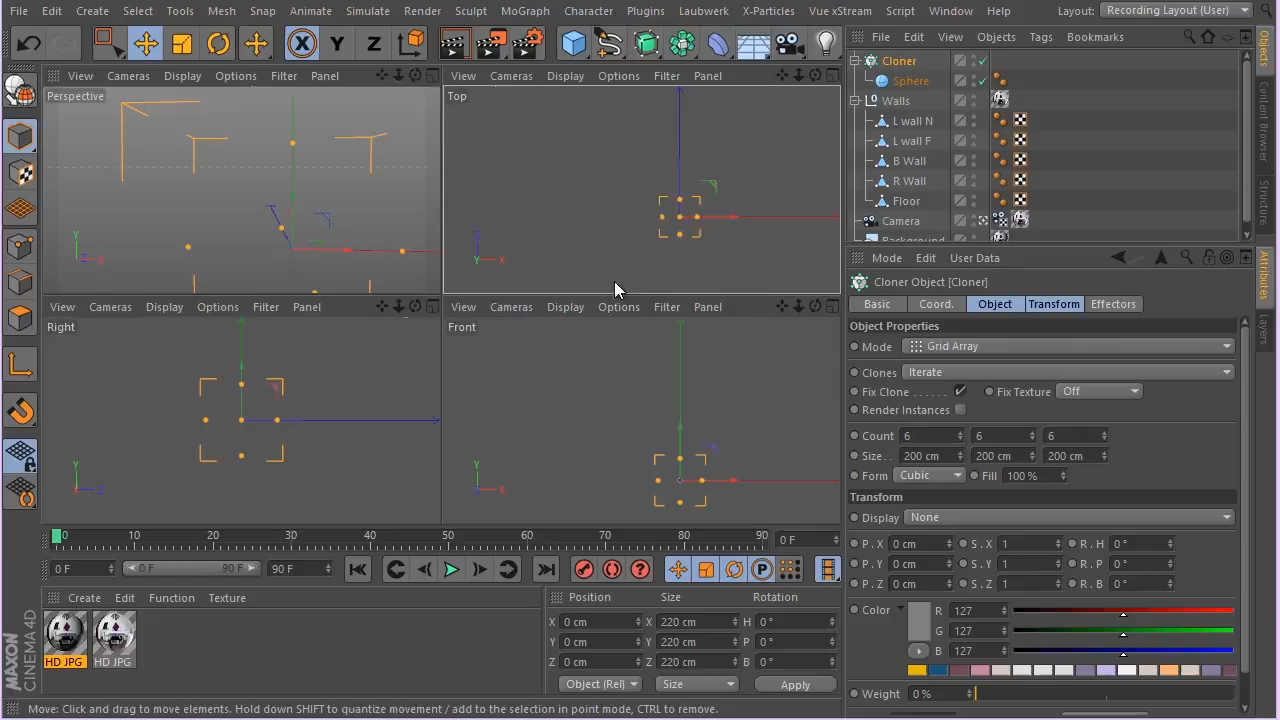 File Edit Create Select Tools Mesh Snap Animate Simulate Render Sculpt MoGraph Character Plugins Laubwerk X-Particles Vue xStream Script Window Help Layout: Recording Layout (User)
X Y Z
File Edit View Objects Tags Bookmarks
Cloner
Sphere
Walls
L wall N
L wall F
B Wall
R Wall
Floor
Camera
Background
Objects
Content Browser
Structure
View Cameras Display Options Filter Panel
Perspective
Y
Z X
View Cameras Display Options Filter Panel
Top
Z
Y X
View Cameras Display Options Filter Panel
Right
Y
X Z
View Cameras Display Options Filter Panel
Front
Y
Z X
Mode Edit User Data
Cloner Object [Cloner]
Basic Coord. Object Transform Effectors
Object Properties
Mode Grid Array
Clones Iterate
Fix Clone . . . . . . Fix Texture Off
Render Instances
Count 6 6 6
Size . . 200 cm 200 cm 200 cm
Form Cubic Fill 100 %
Transform
Display None
P . X 0 cm S . X 1 R . H 0 °
P . Y 0 cm S . Y 1 R . P 0 °
P . Z 0 cm S . Z 1 R . B 0 °
Color R 127
G 127
B 127
Weight 0 %
Attributes
Layers
0 10 20 30 40 50 60 70 80 90 0 F
0 F 0 F 90 F 90 F
P
Create Edit Function Texture
HD JPG HD JPG
MAXON
CINEMA 4D
Position Size Rotation
X 0 cm X 220 cm H 0 °
Y 0 cm Y 220 cm P 0 °
Z 0 cm Z 220 cm B 0 °
Object (Rel) Size Apply
Move: Click and drag to move elements. Hold down SHIFT to quantize movement / add to the selection in point mode, CTRL to remove.